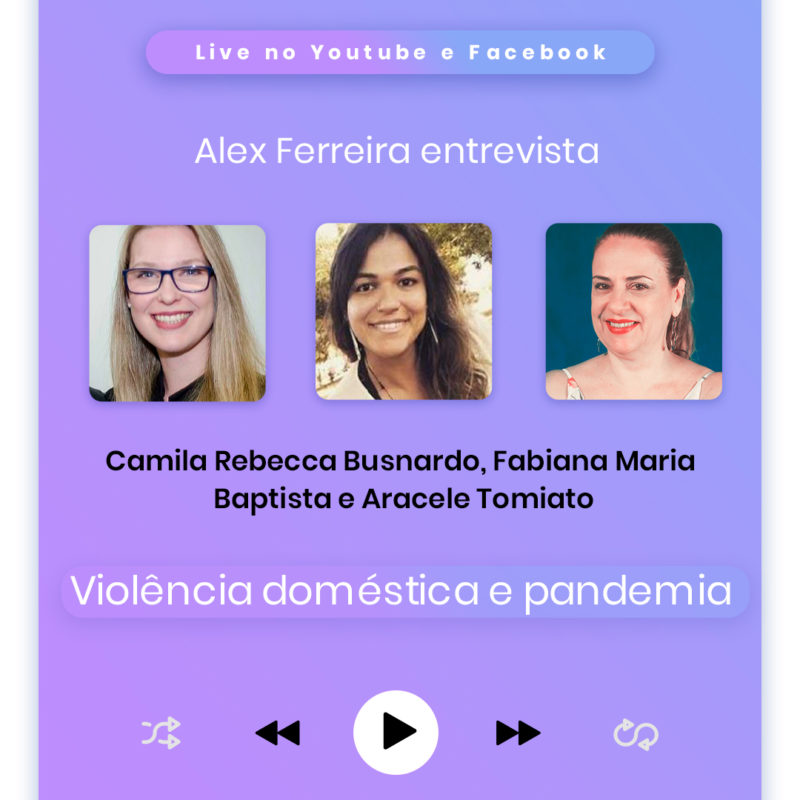 Live no Youtube e Facebook
Alex Ferreira entrevista
Camila Rebecca Busnardo, Fabiana Maria
Baptista e Aracele Tomiato
Violência doméstica e pandemia